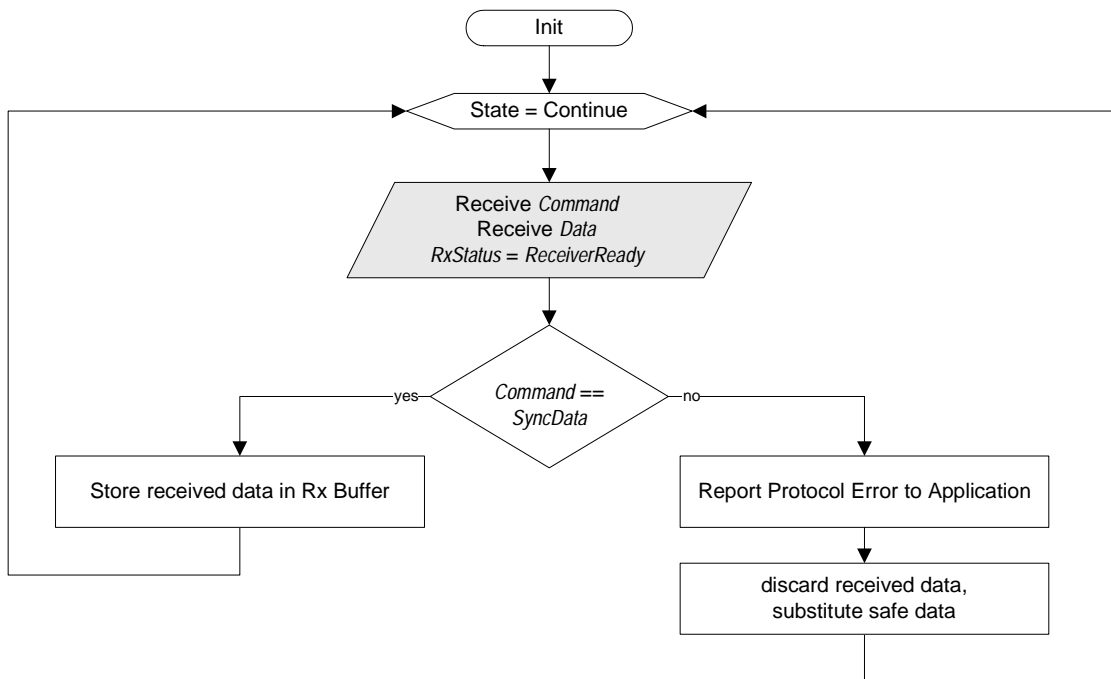 Init
State = Continue
Receive Command
Receive Data
RxStatus = ReceiverReady
Command ==
SyncData
yes
no
Store received data in Rx Buffer
Report Protocol Error to Application
discard received data,
substitute safe data